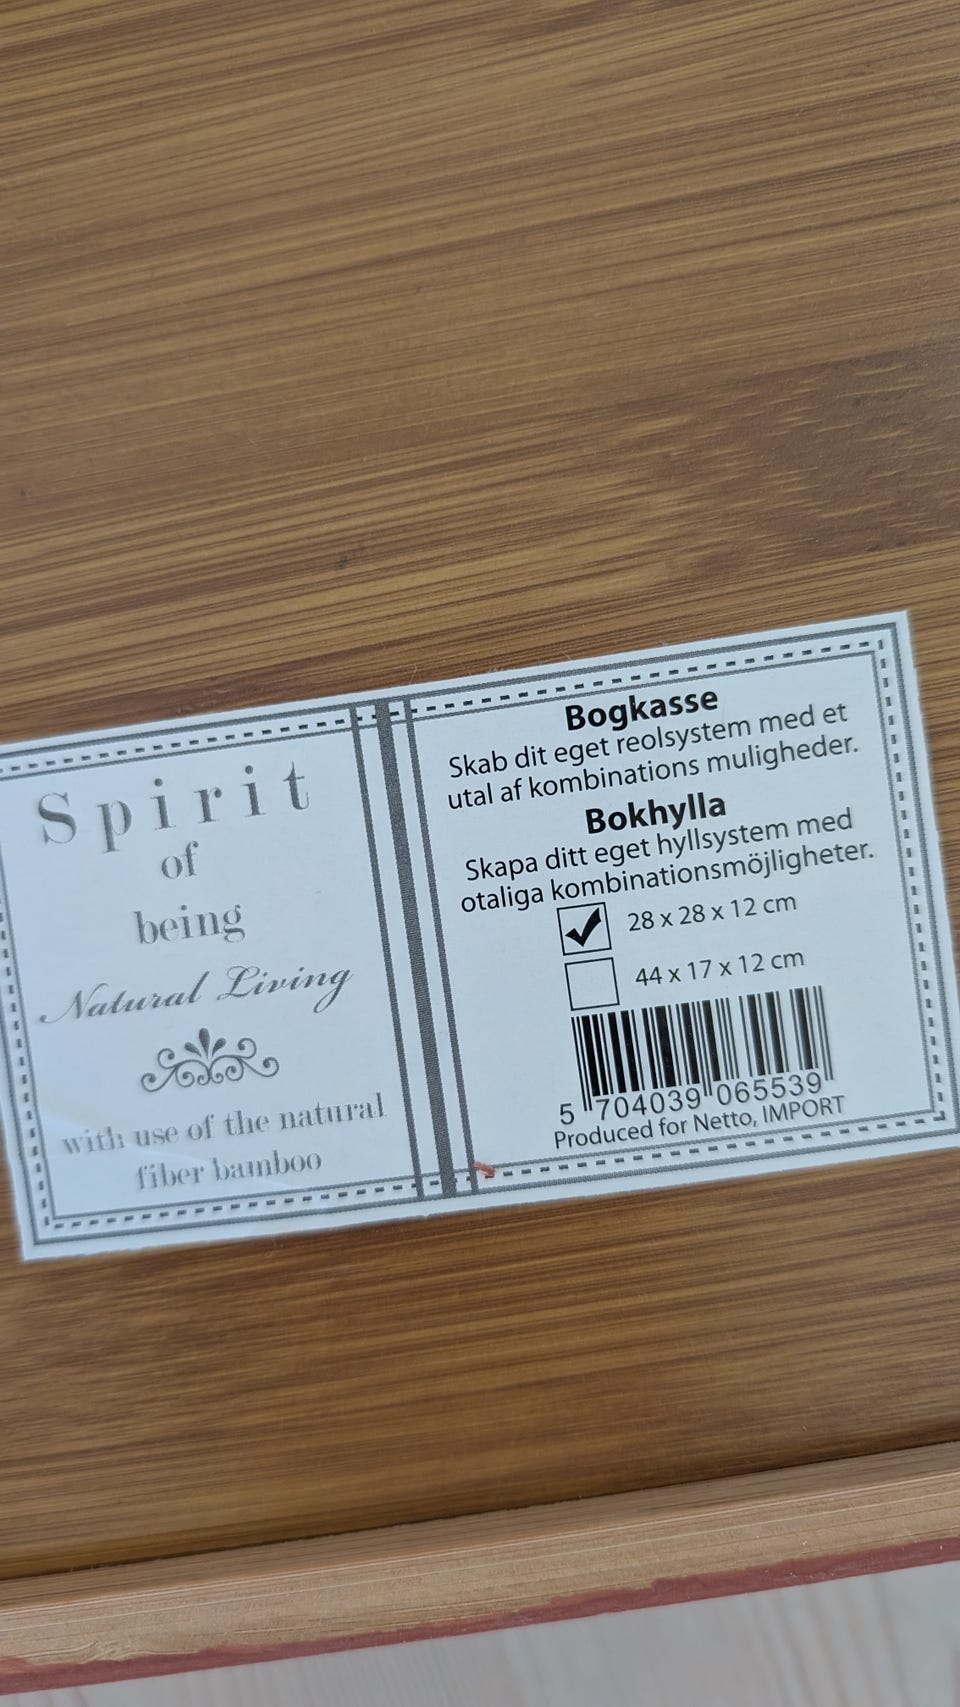 Spirit
of
being
Natural Living
with use of the natural
fiber bamboo
Bogkasse
Skab dit eget reolsystem med et
utal af kombinations muligheder.
Bokhylla
Skapa ditt eget hyllsystem med
otaliga kombinationsmöjligheter.
28 x 28 x 12 cm
44 x 17 x 12 cm
5 704039 065539
Produced for Netto, IMPORT